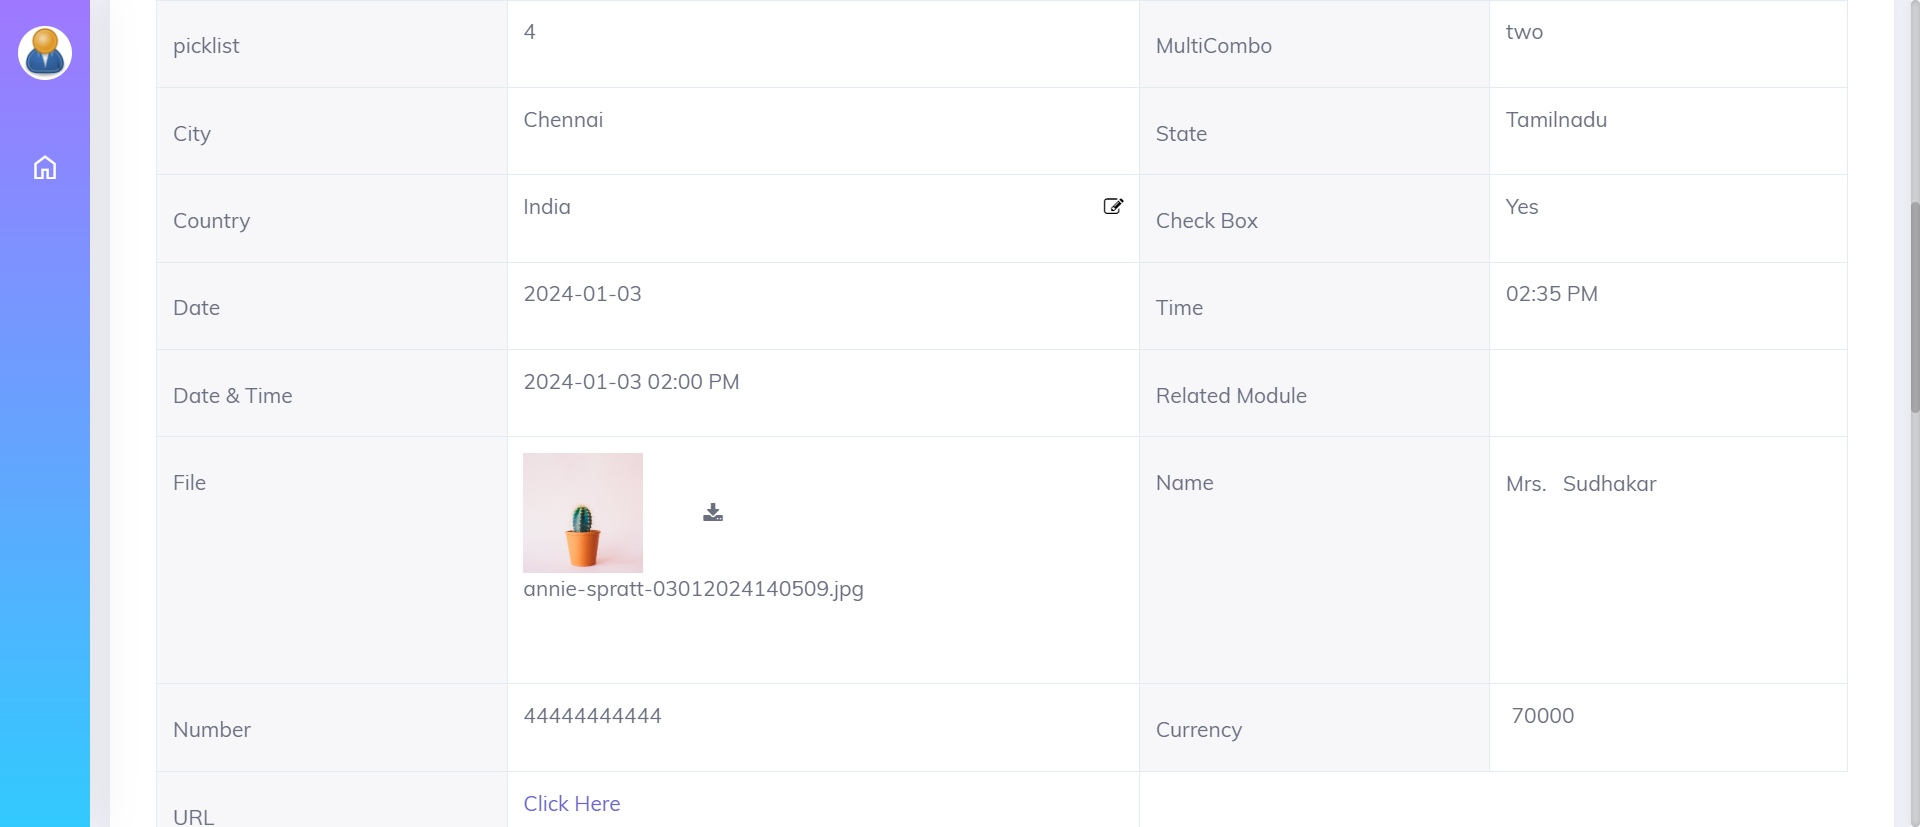 picklist 4 MultiCombo two
City Chennai State Tamilnadu
Country India Check Box Yes
Date 2024-01-03 Time 02:35 PM
Date & Time 2024-01-03 02:00 PM Related Module
File Name Mrs. Sudhakar
annie-spratt-03012024140509.jpg
Number 44444444444 Currency 70000
URL Click Here